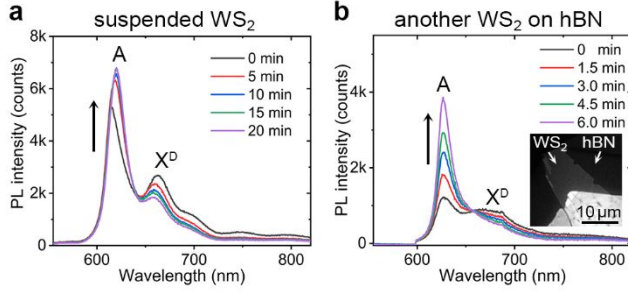 a
suspended WS₂
PL intensity (counts)
8k
6k
4k
2k
0
A
Xᴰ
0 min
5 min
10 min
15 min
20 min
600
700
800
Wavelength (nm)
b
another WS₂ on hBN
PL intensity (counts)
6k
4k
2k
0
A
Xᴰ
0 min
1.5 min
3.0 min
4.5 min
6.0 min
WS₂
hBN
10 μm
600
700
800
Wavelength (nm)